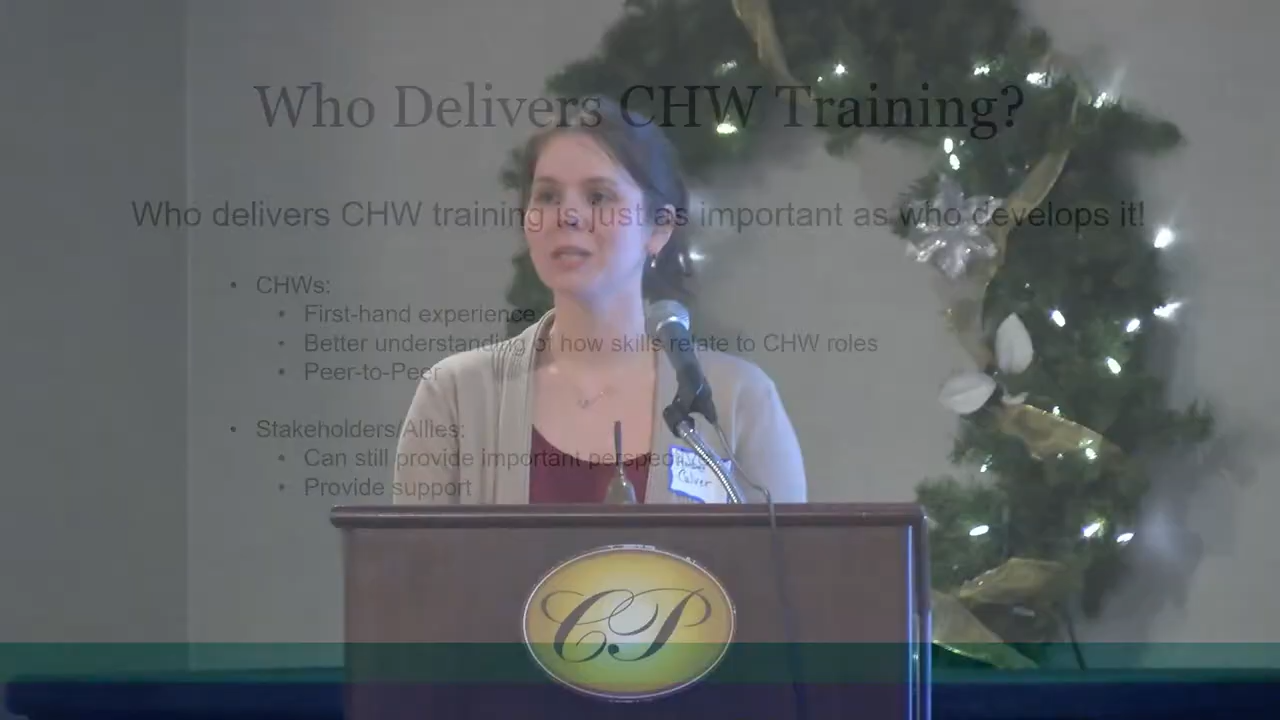 Who Delivers CHW Training?
Who delivers CHW training is just as important as who develops it!
• CHWs:
• First-hand experience
• Better understanding of how skills relate to CHW roles
• Peer-to-Peer
• Stakeholders/Allies:
• Can still provide important perspective
• Provide support
Culver
CP